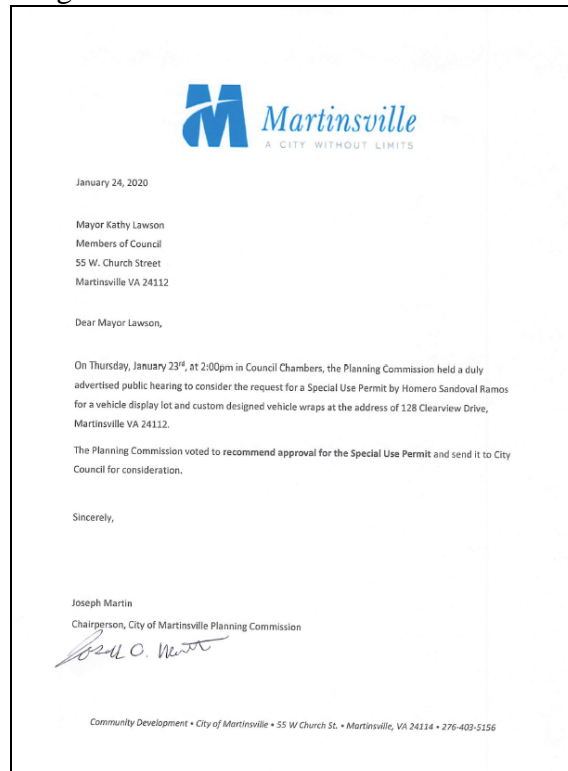 Martinsville
A CITY WITHOUT LIMITS
January 24, 2020
Mayor Kathy Lawson
Members of Council
55 W. Church Street
Martinsville VA 24112
Dear Mayor Lawson,
On Thursday, January 23rd, at 2:00pm in Council Chambers, the Planning Commission held a duly
advertised public hearing to consider the request for a Special Use Permit by Homero Sandoval Ramos
for a vehicle display lot and custom designed vehicle wraps at the address of 128 Clearview Drive,
Martinsville VA 24112.
The Planning Commission voted to recommend approval for the Special Use Permit and send it to City
Council for consideration.
Sincerely,
Joseph Martin
Chairperson, City of Martinsville Planning Commission
Community Development • City of Martinsville • 55 W Church St. • Martinsville, VA 24114 • 276-403-5156